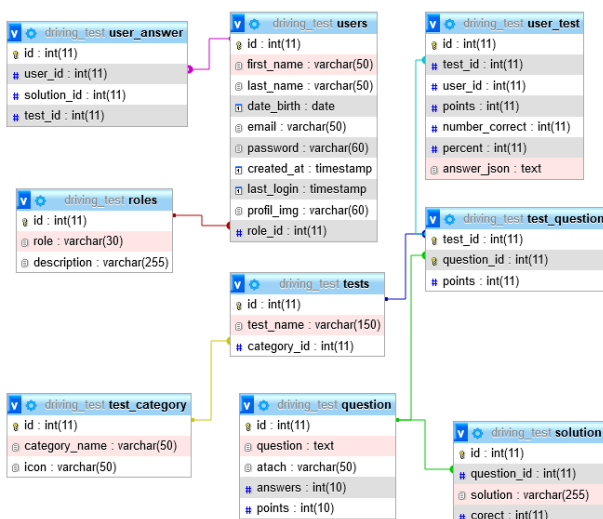 driving_test user_answer
id : int(11)
user_id : int(11)
solution_id : int(11)
test_id : int(11)
driving_test users
id : int(11)
first_name : varchar(50)
last_name : varchar(50)
date_birth : date
email : varchar(50)
password : varchar(60)
created_at : timestamp
last_login : timestamp
profil_img : varchar(60)
role_id : int(11)
driving_test user_test
id : int(11)
test_id : int(11)
user_id : int(11)
points : int(11)
number_correct : int(11)
percent : int(11)
answer_json : text
driving_test roles
id : int(11)
role : varchar(30)
description : varchar(255)
driving_test test_question
test_id : int(11)
question_id : int(11)
points : int(11)
driving_test tests
id : int(11)
test_name : varchar(150)
category_id : int(11)
driving_test test_category
id : int(11)
category_name : varchar(50)
icon : varchar(50)
driving_test question
id : int(11)
question : text
atach : varchar(50)
answers : int(10)
points : int(10)
driving_test solution
id : int(11)
question_id : int(11)
solution : varchar(255)
corect : int(11)